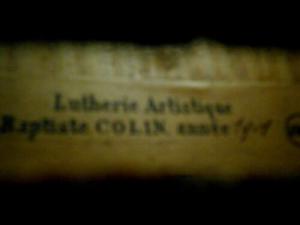 Lutherie Artistique
Baptiste COLIN, année